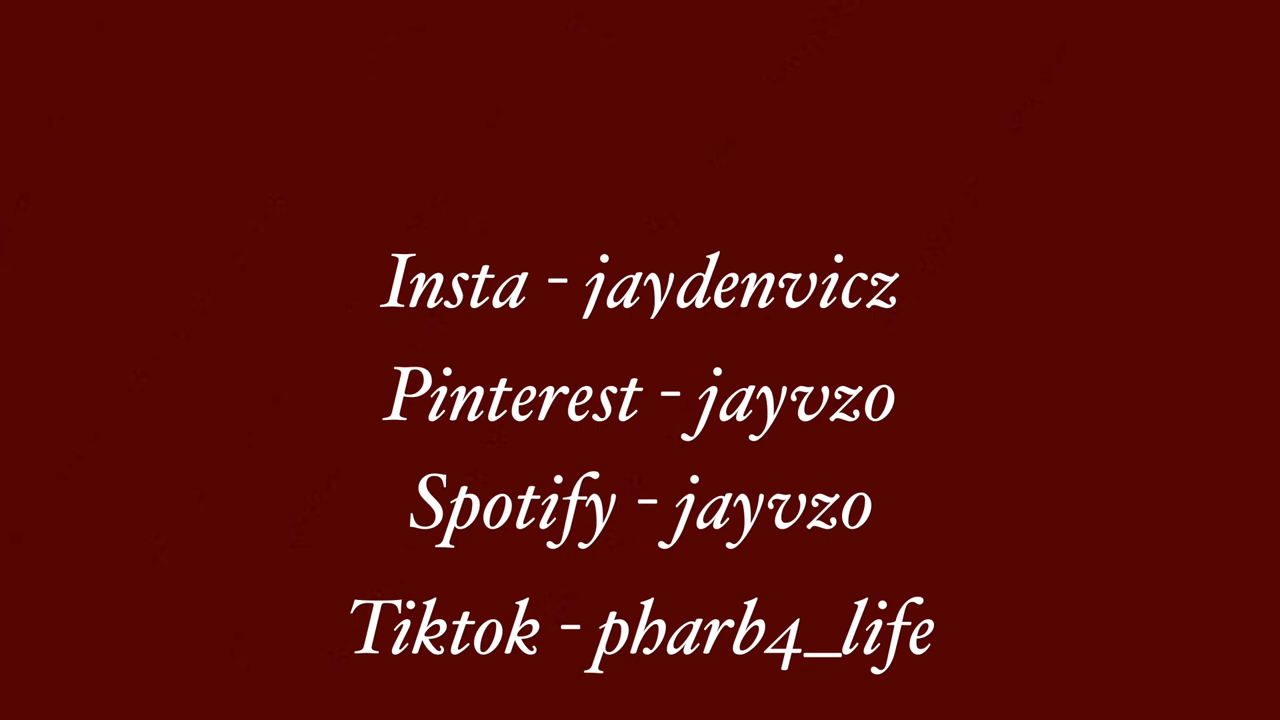 Insta - jaydenvicz
Pinterest - jayvzo
Spotify - jayvzo
Tiktok - pharb4_life